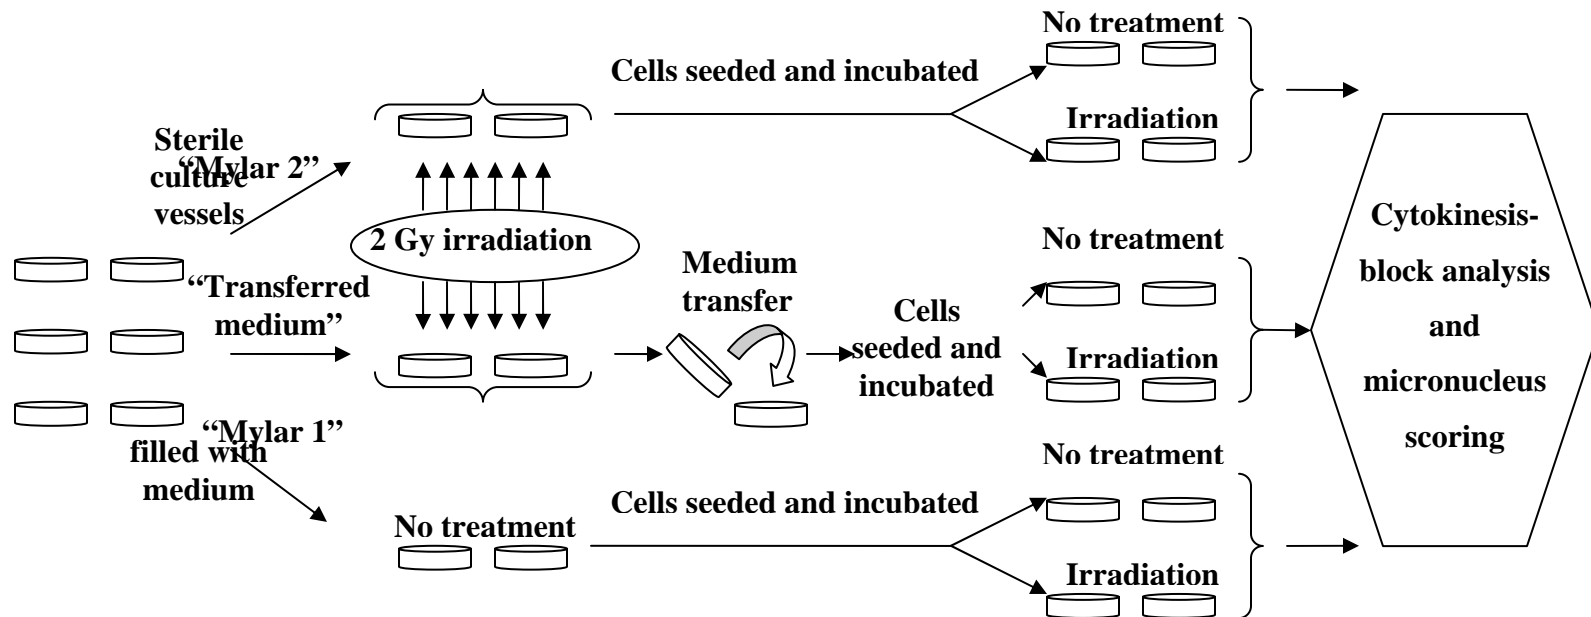 No treatment
Cells seeded and incubated
Irradiation
Sterile
culture
vessels
“Mylar 2”
2 Gy irradiation
“Transferred
medium”
Medium
transfer
Cells
seeded and
incubated
No treatment
Irradiation
Cytokinesis-
block analysis
and
micronucleus
scoring
“Mylar 1”
filled with
medium
No treatment
Cells seeded and incubated
No treatment
Irradiation